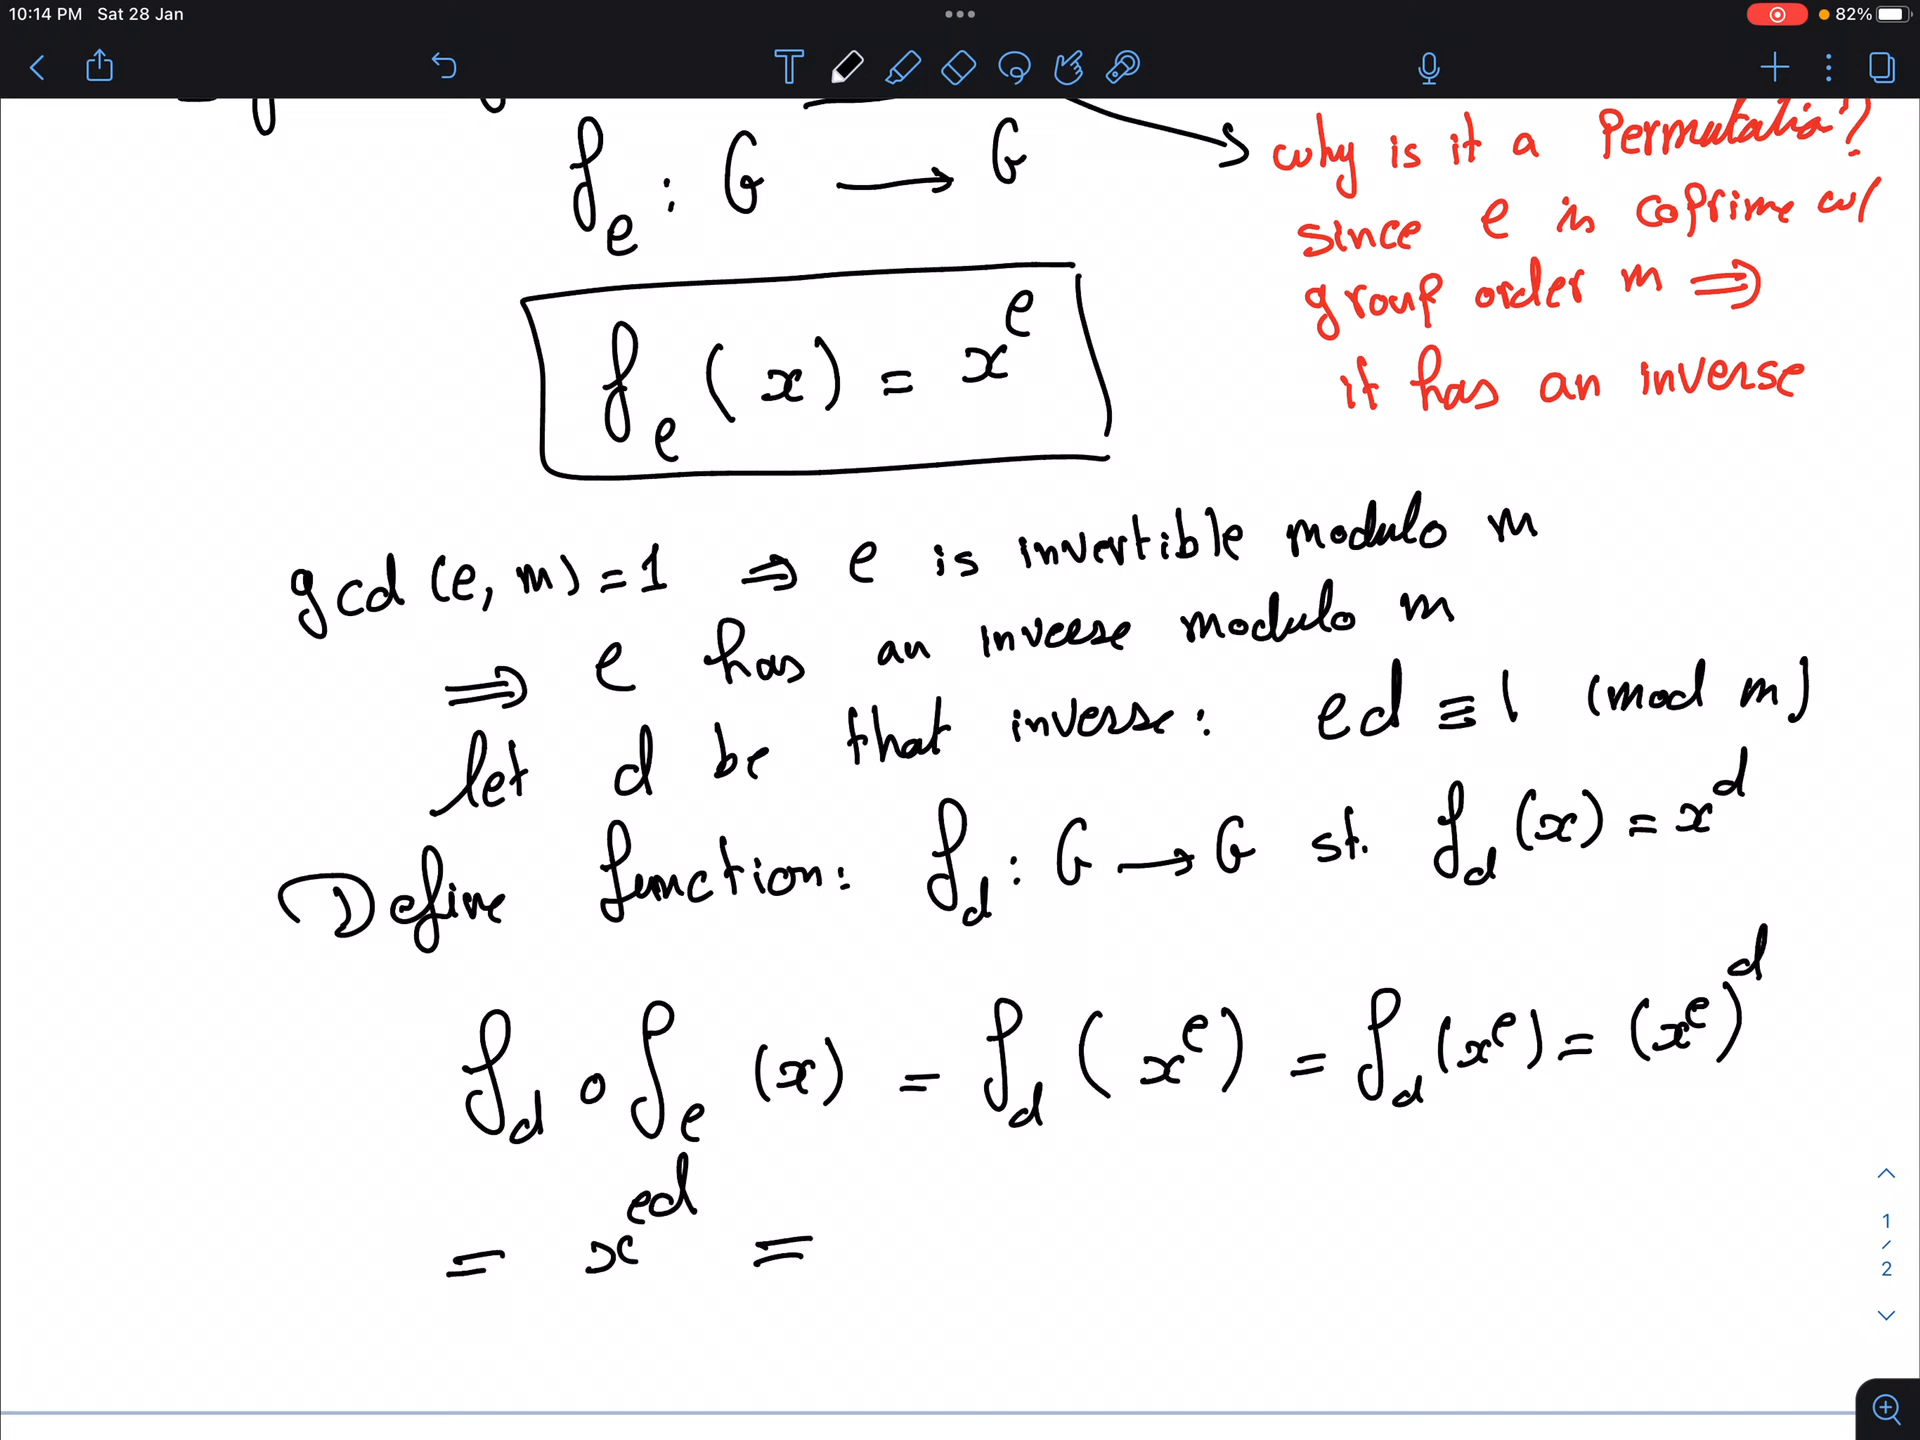 10:14 PM Sat 28 Jan
82%
T
f_e : G ⟶ G
why is it a Permutation?
since e is coprime w/
group order m ⇒
it has an inverse
f_e (x) = x^e
gcd (e, m) = 1 ⇒ e is invertible modulo m
⇒ e has an inverse modulo m
let d be that inverse: ed ≡ 1 (mod m)
Define function: f_d : G ⟶ G st. f_d (x) = x^d
f_d ∘ f_e (x) = f_d ( x^e ) = f_d (x^e) = (x^e)^d
= x^{ed} =
1
/
2